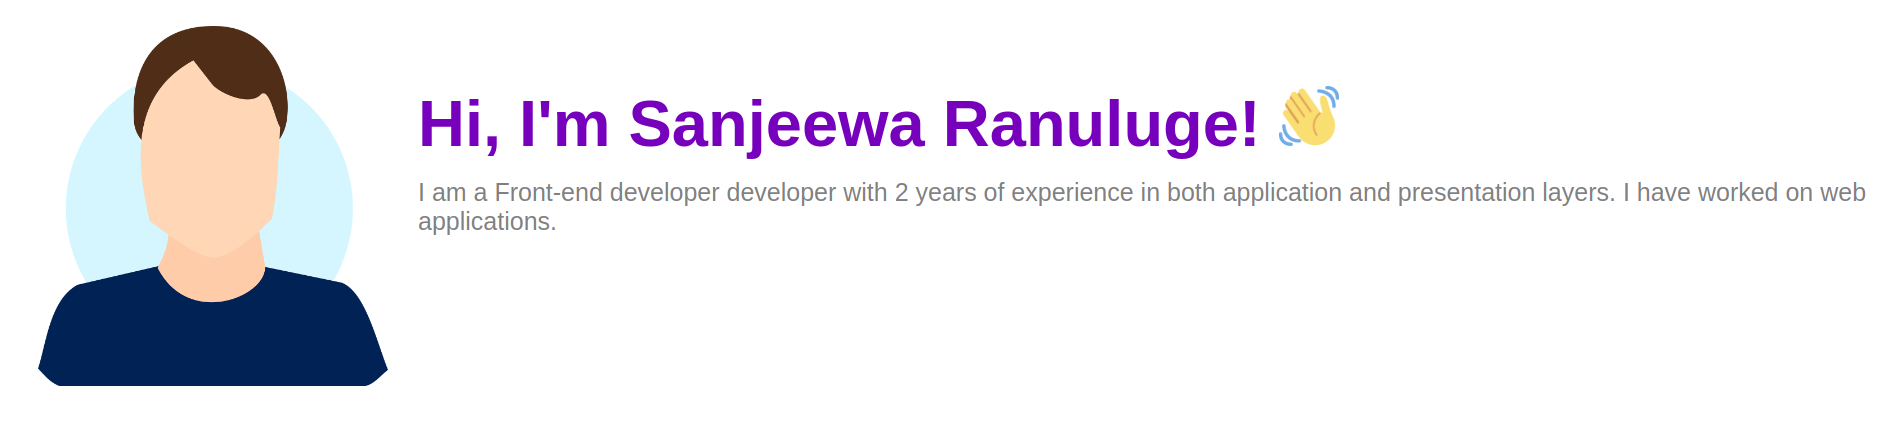 Hi, I'm Sanjeewa Ranuluge! 👋
I am a Front-end developer developer with 2 years of experience in both application and presentation layers. I have worked on web
applications.